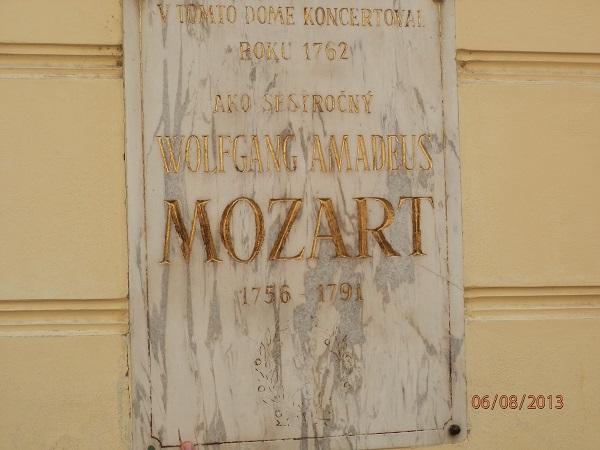 V TOMTO DOME KONCERTOVAL
ROKU 1762
AKO ŠESŤROČNÝ
WOLFGANG AMADEUS
MOZART
1756 - 1791
06/08/2013